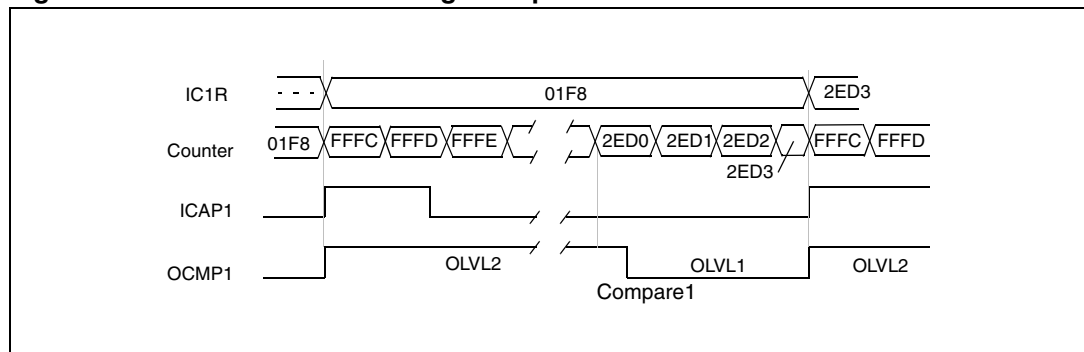 IC1R - - - 01F8 2ED3
Counter 01F8 FFFC FFFD FFFE 2ED0 2ED1 2ED2 FFFC FFFD
2ED3
ICAP1
OCMP1 OLVL2 OLVL1 OLVL2
Compare1